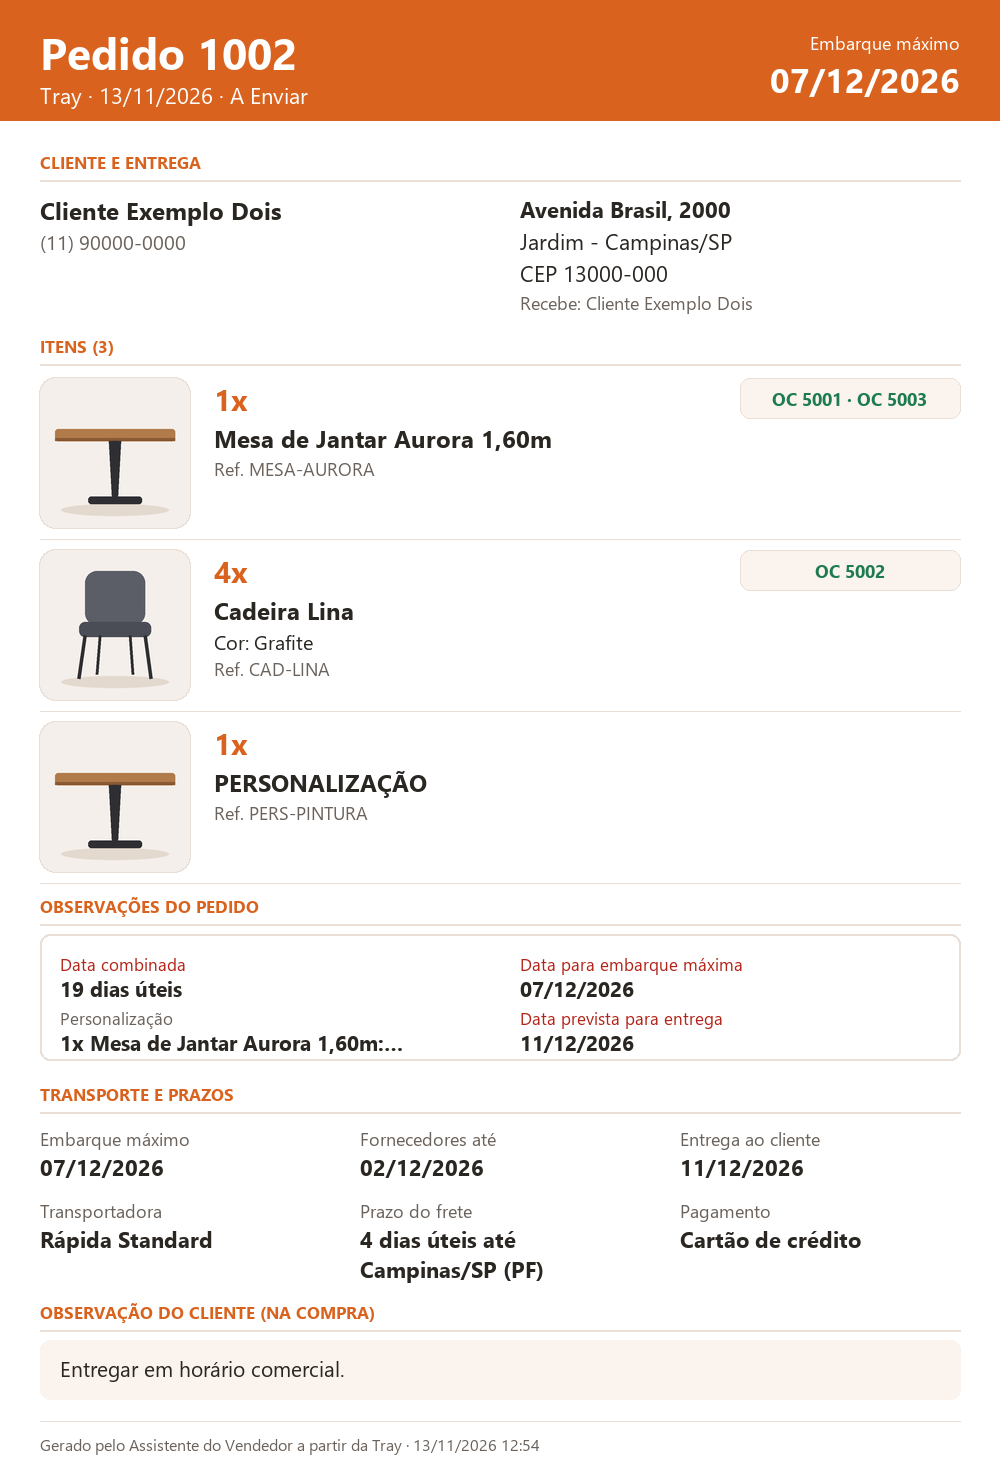 Pedido 1002
Tray · 13/11/2026 · A Enviar
Embarque máximo
07/12/2026
CLIENTE E ENTREGA
Cliente Exemplo Dois
(11) 90000-0000
Avenida Brasil, 2000
Jardim - Campinas/SP
CEP 13000-000
Recebe: Cliente Exemplo Dois
ITENS (3)
1x
OC 5001 · OC 5003
Mesa de Jantar Aurora 1,60m
Ref. MESA-AURORA
4x
OC 5002
Cadeira Lina
Cor: Grafite
Ref. CAD-LINA
1x
PERSONALIZAÇÃO
Ref. PERS-PINTURA
OBSERVAÇÕES DO PEDIDO
Data combinada
19 dias úteis
Data para embarque máxima
07/12/2026
Personalização
1x Mesa de Jantar Aurora 1,60m:...
Data prevista para entrega
11/12/2026
TRANSPORTE E PRAZOS
Embarque máximo
07/12/2026
Fornecedores até
02/12/2026
Entrega ao cliente
11/12/2026
Transportadora
Rápida Standard
Prazo do frete
4 dias úteis até
Campinas/SP (PF)
Pagamento
Cartão de crédito
OBSERVAÇÃO DO CLIENTE (NA COMPRA)
Entregar em horário comercial.
Gerado pelo Assistente do Vendedor a partir da Tray · 13/11/2026 12:54